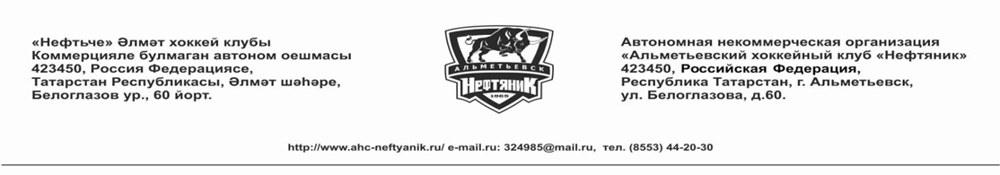 «Нефтьче» Әлмәт хоккей клубы
Коммерцияле булмаган автоном оешмасы
423450, Россия Федерациясе,
Татарстан Республикасы, Әлмәт шәһәре,
Белоглазов ур., 60 йорт.
АЛЬМЕТЬЕВСК
НЕФТЯНИК
1965
Автономная некоммерческая организация
«Альметьевский хоккейный клуб «Нефтяник»
423450, Российская Федерация,
Республика Татарстан, г. Альметьевск,
ул. Белоглазова, д.60.
http://www.ahc-neftyanik.ru/ e-mail.ru: 324985@mail.ru, тел. (8553) 44-20-30